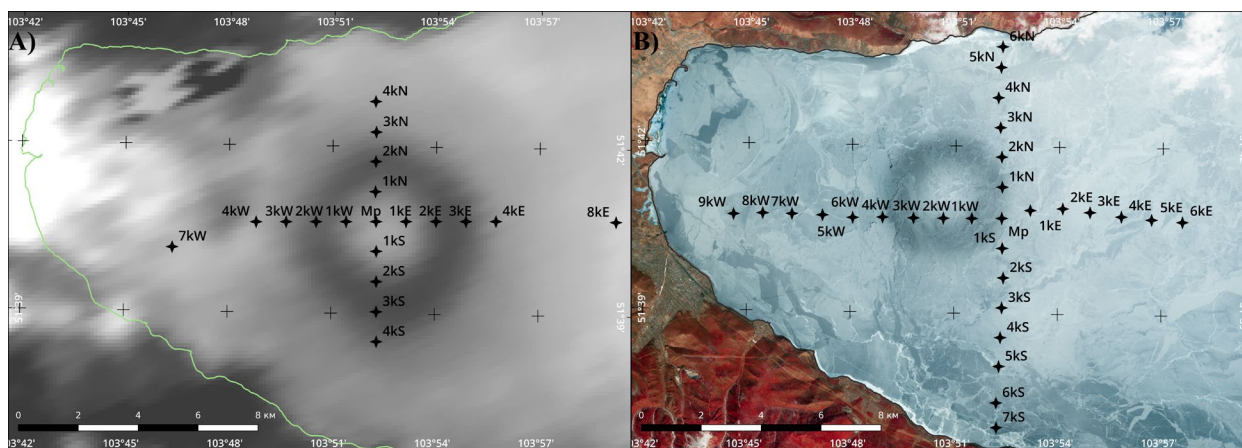 103°42' 103°45' 103°48' 103°51' 103°54' 103°57'
A)
4kN
3kN
2kN
1kN
4kW 3kW 2kW 1kW Mp 1kE 2kE 3kE 4kE 8kE
7kW
1kS
2kS
3kS
4kS
51°42'
51°39'
51°39'
0 2 4 6 8 км
103°42' 103°45' 103°48' 103°51' 103°54' 103°57'
103°42' 103°45' 103°48' 103°51' 103°54' 103°57'
B)
6kN
5kN
4kN
3kN
2kN
1kN
9kW 8kW 7kW 6kW 4kW 3kW 2kW 1kW 2kE 3kE 4kE 5kE 6kE
5kW 1kS Mp 1kE
2kS
3kS
4kS
5kS
6kS
7kS
51°42'
51°39'
0 2 4 6 8 км
103°42' 103°45' 103°48' 103°51' 103°54' 103°57'